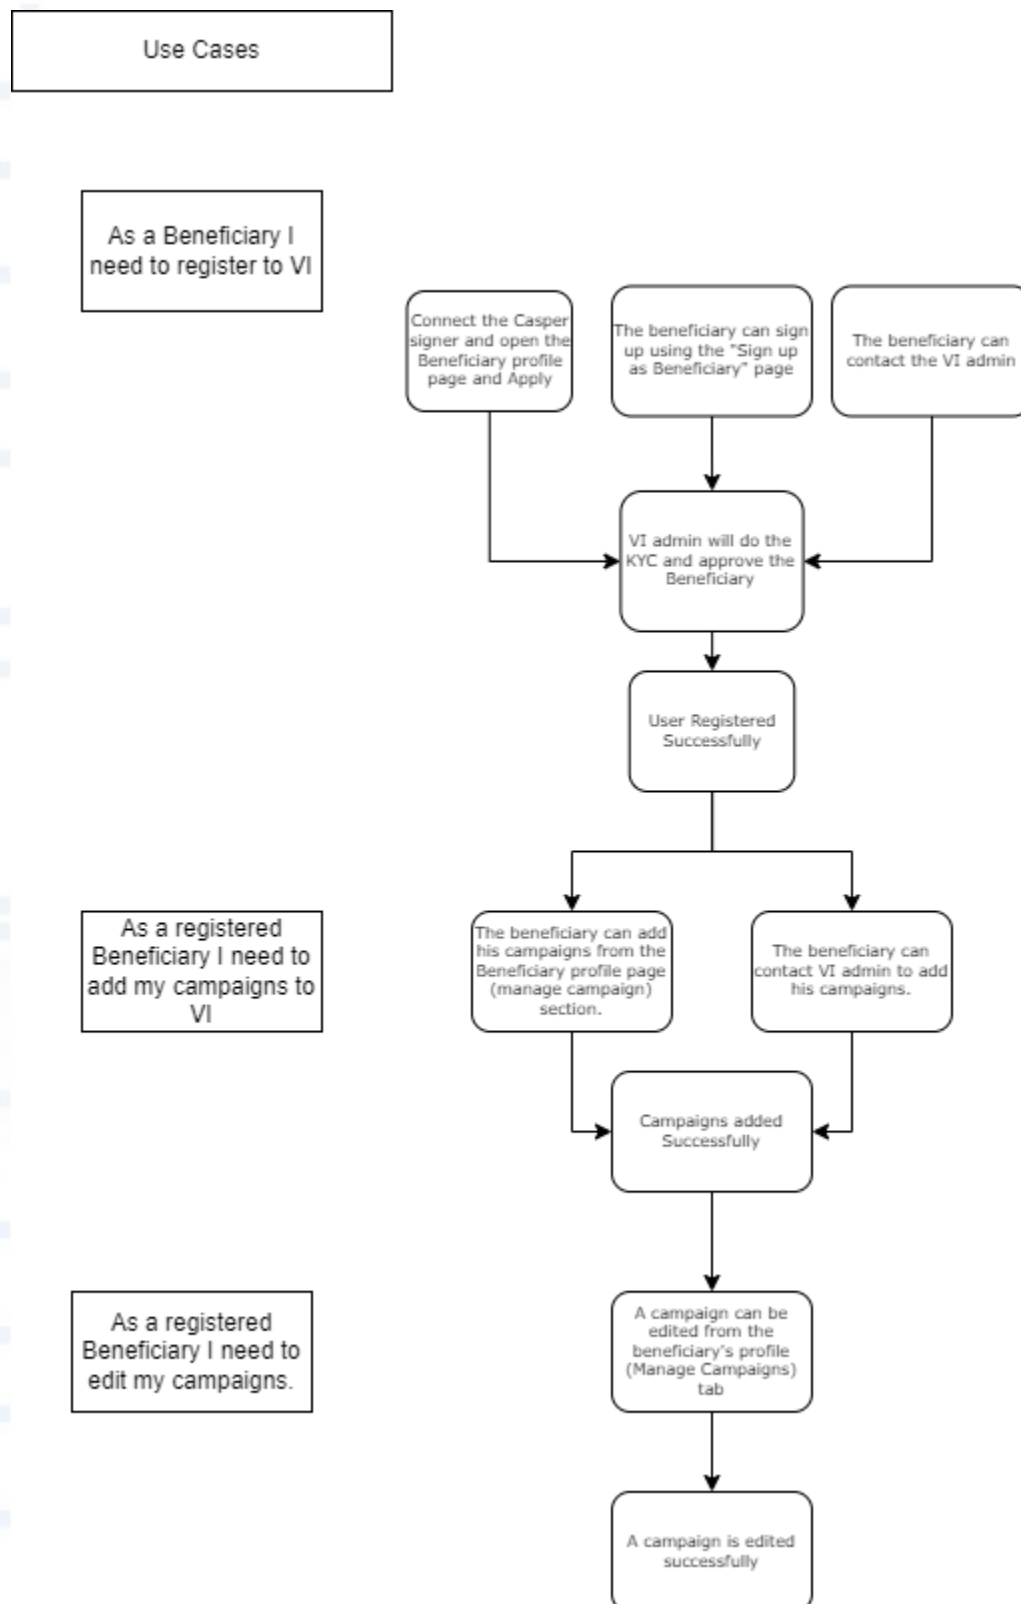 Use Cases
As a Beneficiary I
need to register to VI
Connect the Casper
signer and open the
Beneficiary profile
page and Apply
The beneficiary can sign
up using the "Sign up
as Beneficiary" page
The beneficiary can
contact the VI admin
VI admin will do the
KYC and approve the
Beneficiary
User Registered
Successfully
As a registered
Beneficiary I need to
add my campaigns to
VI
The beneficiary can add
his campaigns from the
Beneficiary profile page
(manage campaign)
section.
The beneficiary can
contact VI admin to add
his campaigns.
Campaigns added
Successfully
As a registered
Beneficiary I need to
edit my campaigns.
A campaign can be
edited from the
beneficiary's profile
(Manage Campaigns)
tab
A campaign is edited
successfully